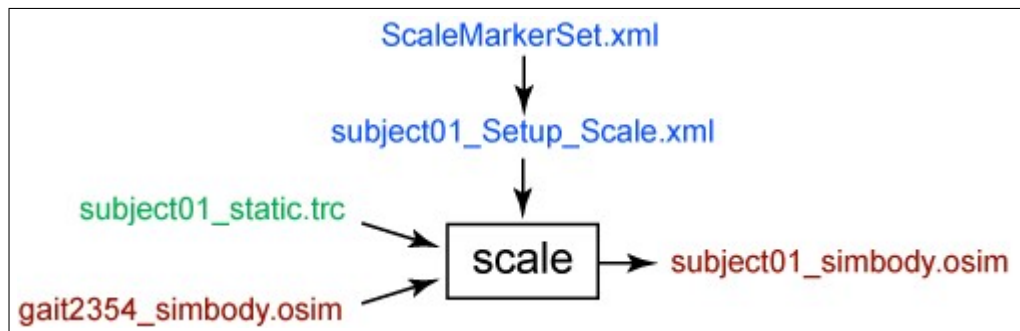 ScaleMarkerSet.xml
subject01_Setup_Scale.xml
subject01_static.trc
scale
subject01_simbody.osim
gait2354_simbody.osim